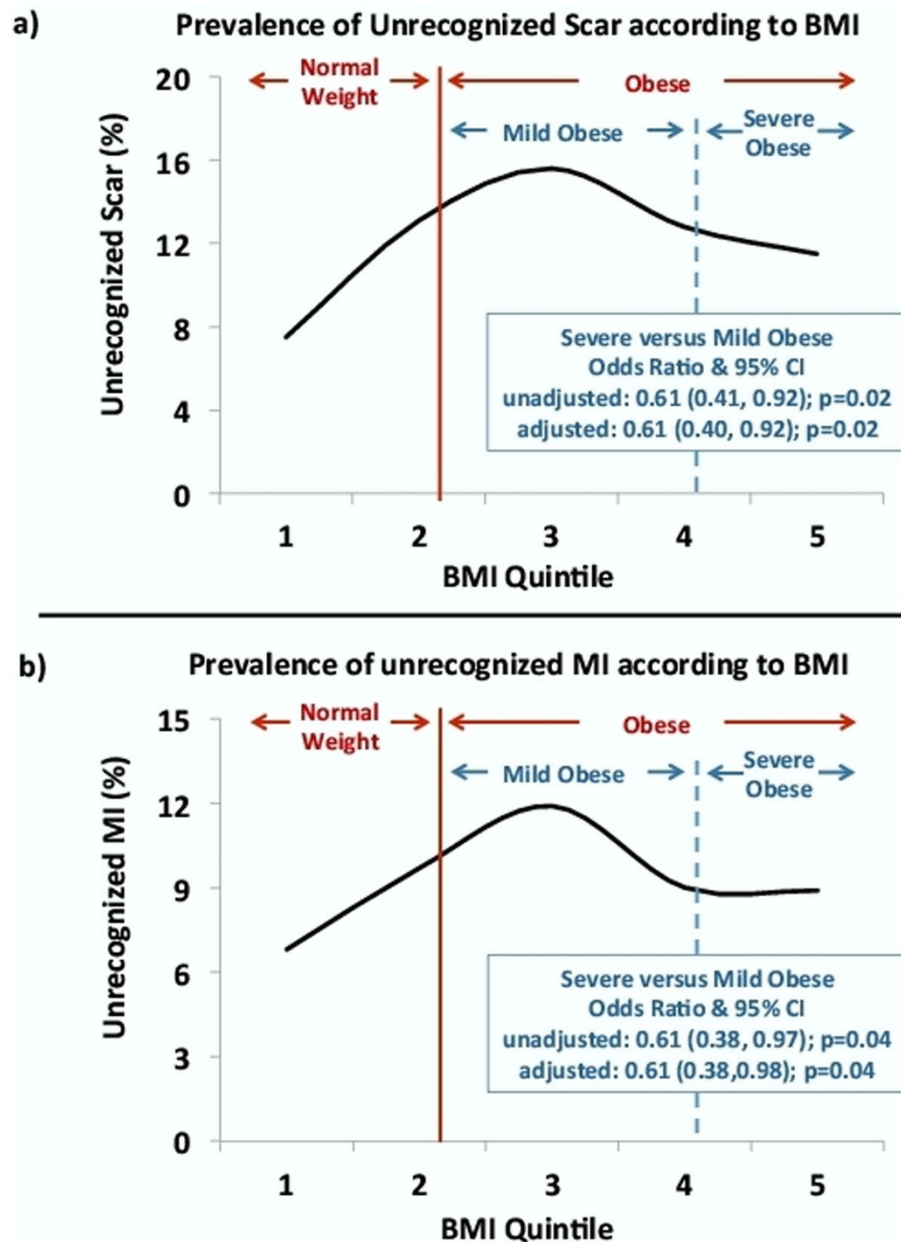 a)
Prevalence of Unrecognized Scar according to BMI
Unrecognized Scar (%)
20
16
12
8
4
0
Normal
Weight
Obese
Mild Obese
Severe
Obese
Severe versus Mild Obese
Odds Ratio & 95% CI
unadjusted: 0.61 (0.41, 0.92); p=0.02
adjusted: 0.61 (0.40, 0.92); p=0.02
1 2 3 4 5
BMI Quintile
b)
Prevalence of unrecognized MI according to BMI
Unrecognized MI (%)
15
12
9
6
3
0
Normal
Weight
Obese
Mild Obese
Severe
Obese
Severe versus Mild Obese
Odds Ratio & 95% CI
unadjusted: 0.61 (0.38, 0.97); p=0.04
adjusted: 0.61 (0.38,0.98); p=0.04
1 2 3 4 5
BMI Quintile